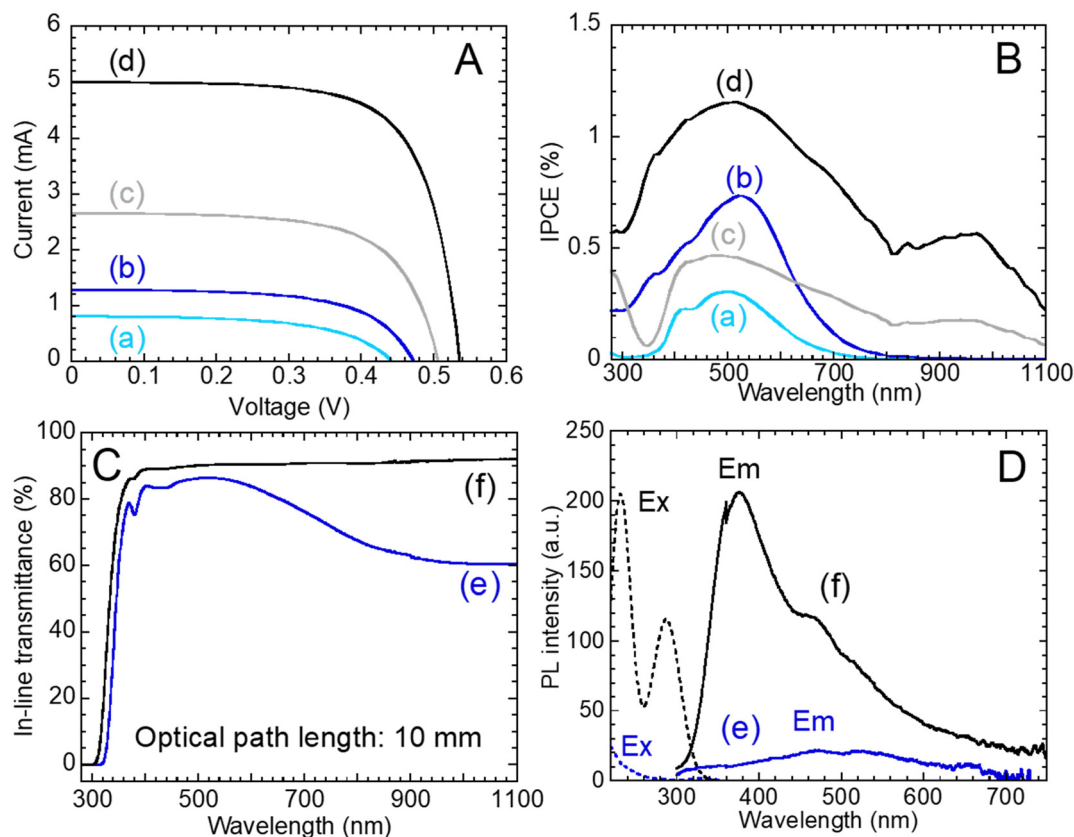 A
(d)
(c)
(b)
(a)
Current (mA)
6
5
4
3
2
1
0
0 0.1 0.2 0.3 0.4 0.5 0.6
Voltage (V)
B
(d)
(b)
(c)
(a)
IPCE (%)
1.5
1
0.5
0
300 500 700 900 1100
Wavelength (nm)
C
(f)
(e)
In-line transmittance (%)
100
80
60
40
20
0
Optical path length: 10 mm
300 500 700 900 1100
Wavelength (nm)
D
Em
Ex
(f)
(e)
Em
Ex
PL intensity (a.u.)
250
200
150
100
50
0
300 400 500 600 700
Wavelength (nm)